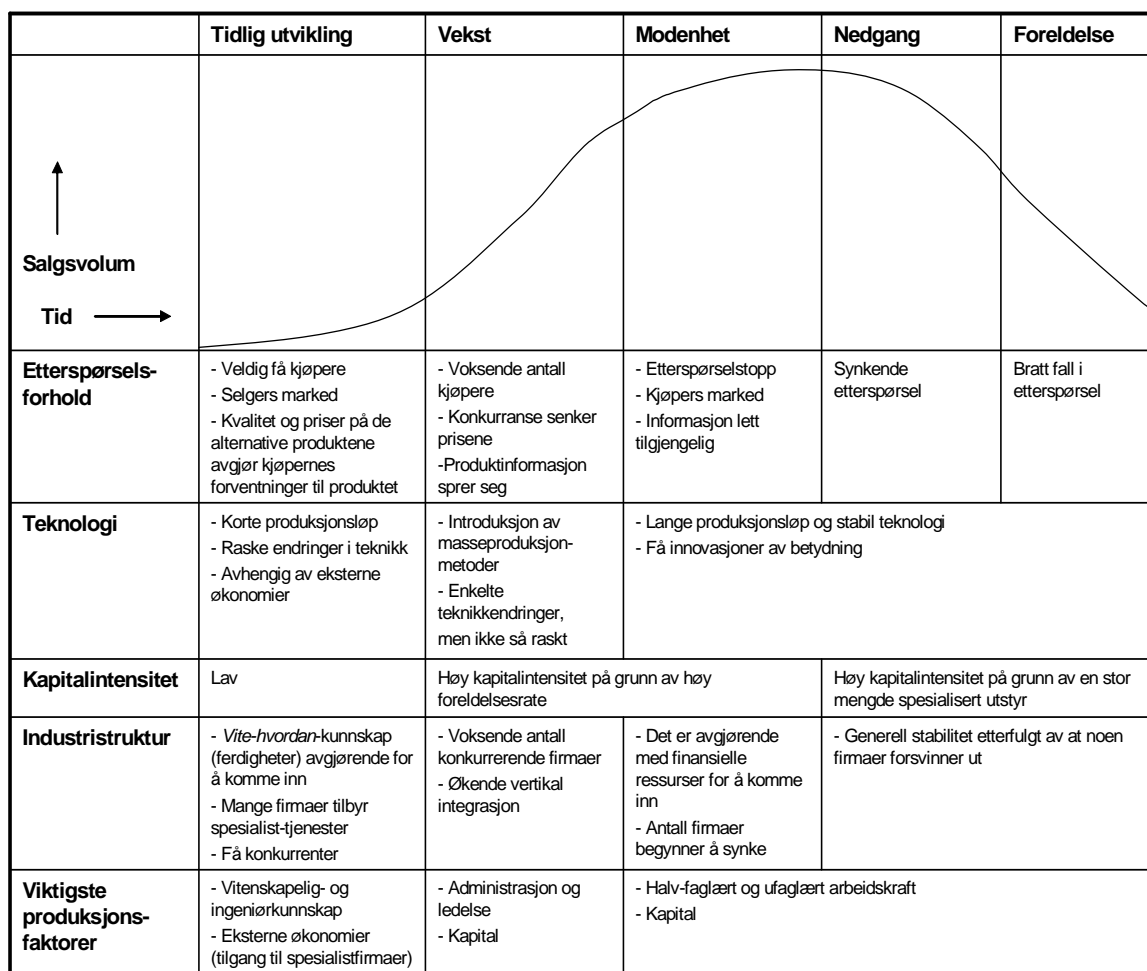 Tidlig utvikling
Vekst
Modenhet
Nedgang
Foreldelse
Salgsvolum
Tid
Etterspørsels-
forhold
- Veldig få kjøpere
- Selgers marked
- Kvalitet og priser på de
alternative produktene
avgjør kjøpernes
forventninger til produktet
- Voksende antall
kjøpere
- Konkurranse senker
prisene
-Produktinformasjon
sprer seg
- Etterspørselstopp
- Kjøpers marked
- Informasjon lett
tilgjengelig
Synkende
etterspørsel
Bratt fall i
etterspørsel
Teknologi
- Korte produksjonsløp
- Raske endringer i teknikk
- Avhengig av eksterne
økonomier
- Introduksjon av
masseproduksjon-
metoder
- Enkelte
teknikkendringer,
men ikke så raskt
- Lange produksjonsløp og stabil teknologi
- Få innovasjoner av betydning
Kapitalintensitet
Lav
Høy kapitalintensitet på grunn av høy
foreldelsesrate
Høy kapitalintensitet på grunn av en stor
mengde spesialisert utstyr
Industristruktur
- Vite-hvordan-kunnskap
(ferdigheter) avgjørende for
å komme inn
- Mange firmaer tilbyr
spesialist-tjenester
- Få konkurrenter
- Voksende antall
konkurrerende firmaer
- Økende vertikal
integrasjon
- Det er avgjørende
med finansielle
ressurser for å komme
inn
- Antall firmaer
begynner å synke
- Generell stabilitet etterfulgt av at noen
firmaer forsvinner ut
Viktigste
produksjons-
faktorer
- Vitenskapelig- og
ingeniørkunnskap
- Eksterne økonomier
(tilgang til spesialistfirmaer)
- Administrasjon og
ledelse
- Kapital
- Halv-faglært og ufaglært arbeidskraft
- Kapital